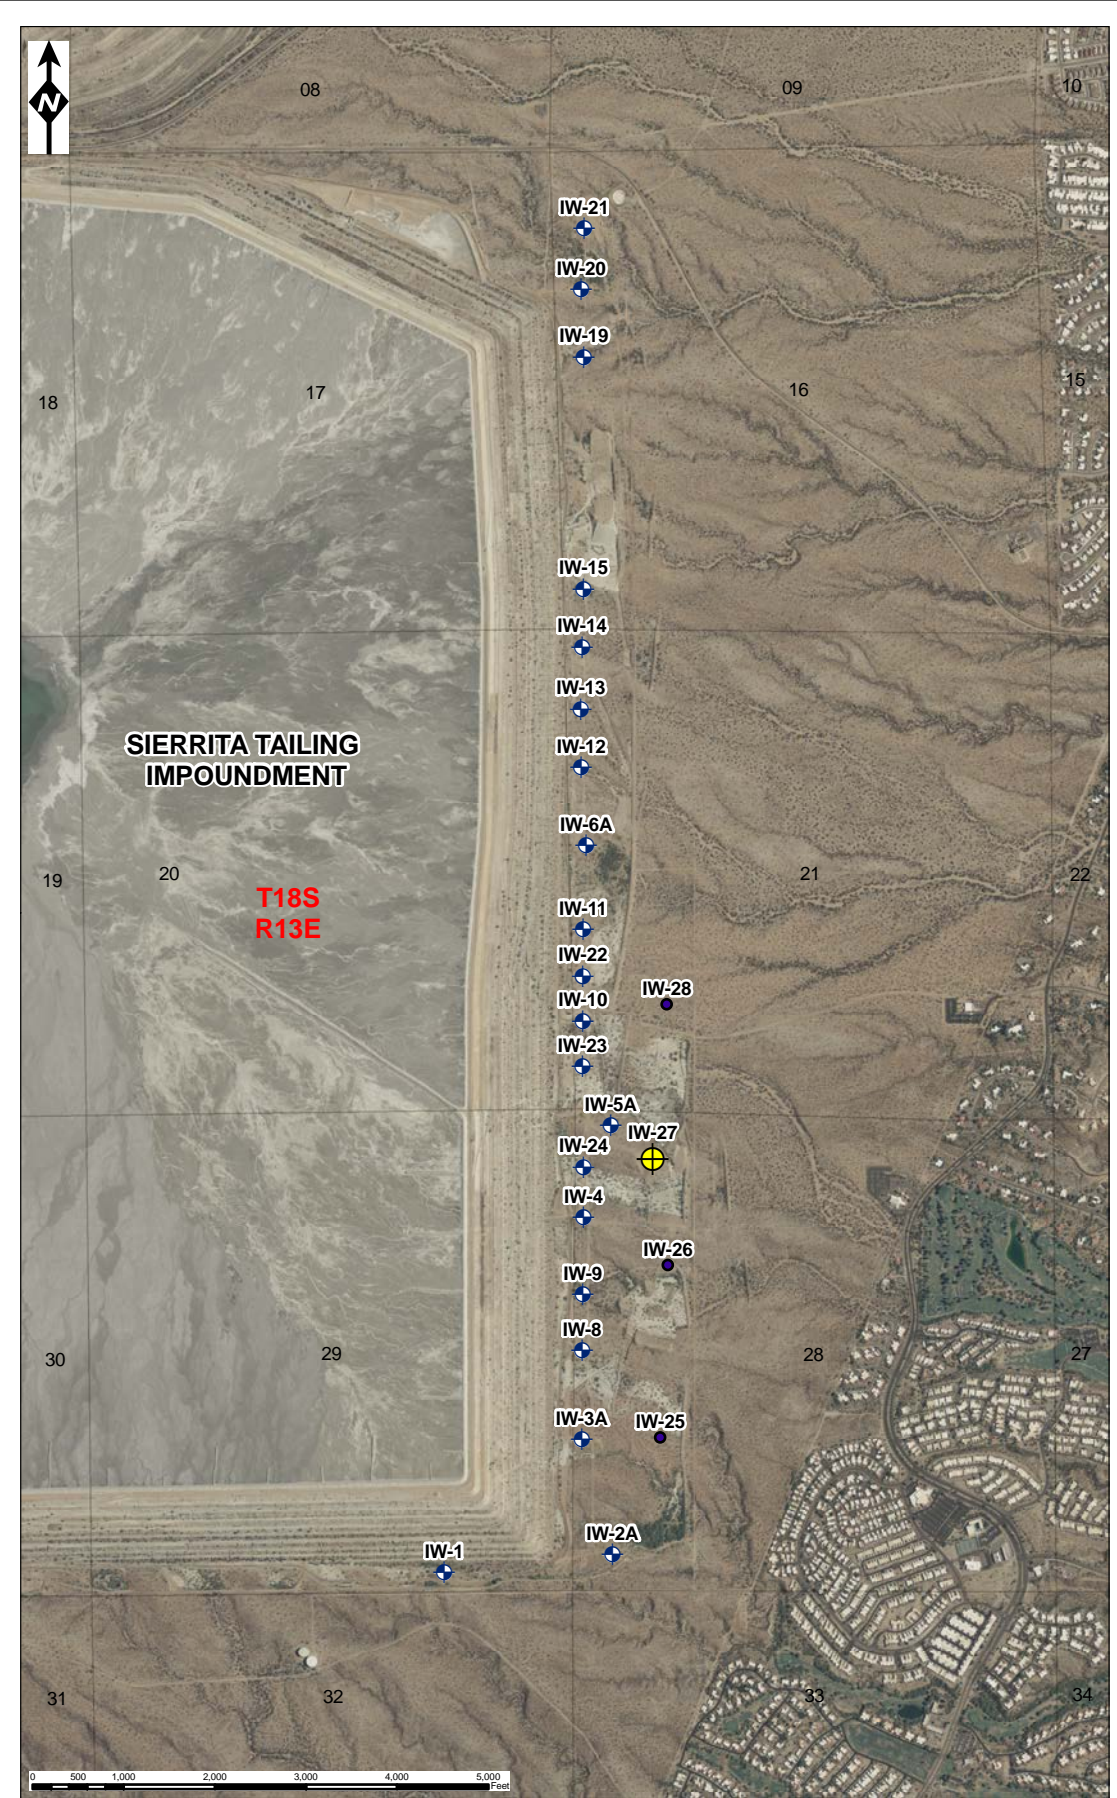 N
08
09
10
IW-21
IW-20
IW-19
18
17
16
15
IW-15
IW-14
IW-13
SIERRITA TAILING
IMPOUNDMENT
IW-12
IW-6A
19
20
21
22
T18S
R13E
IW-11
IW-22
IW-28
IW-10
IW-23
IW-5A
IW-27
IW-24
IW-4
IW-26
IW-9
IW-8
30
29
28
27
IW-3A
IW-25
IW-2A
IW-1
31
32
33
34
0 500 1,000 2,000 3,000 4,000 5,000
Feet